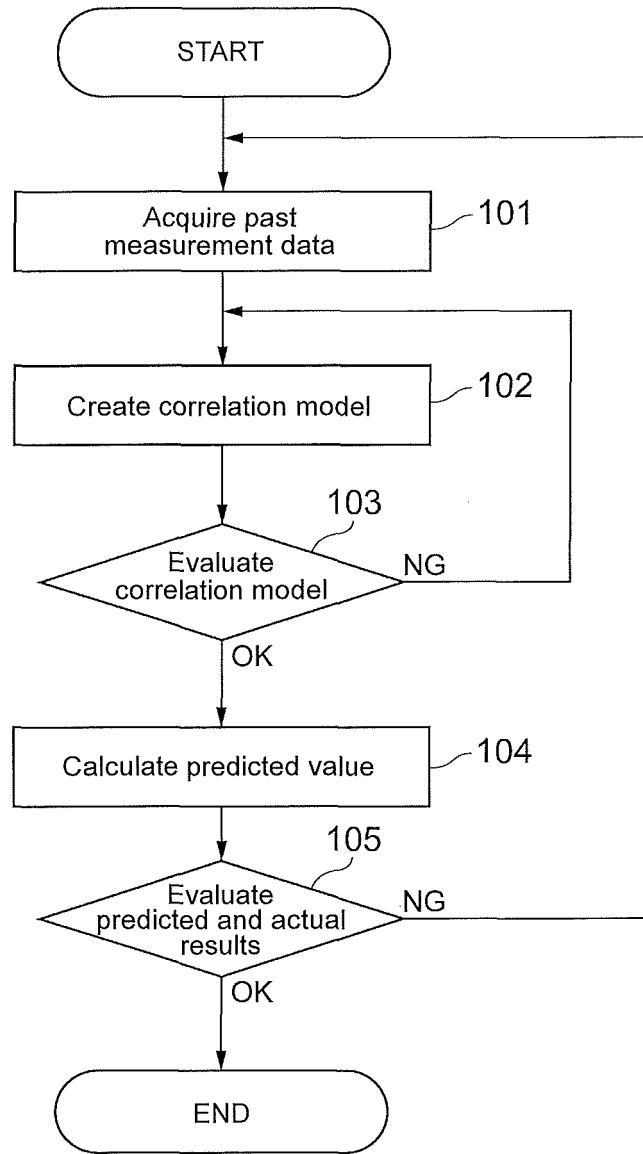 START
Acquire past
measurement data
101
Create correlation model
102
103
Evaluate
correlation model
NG
OK
Calculate predicted value
104
105
Evaluate
predicted and actual
results
NG
OK
END